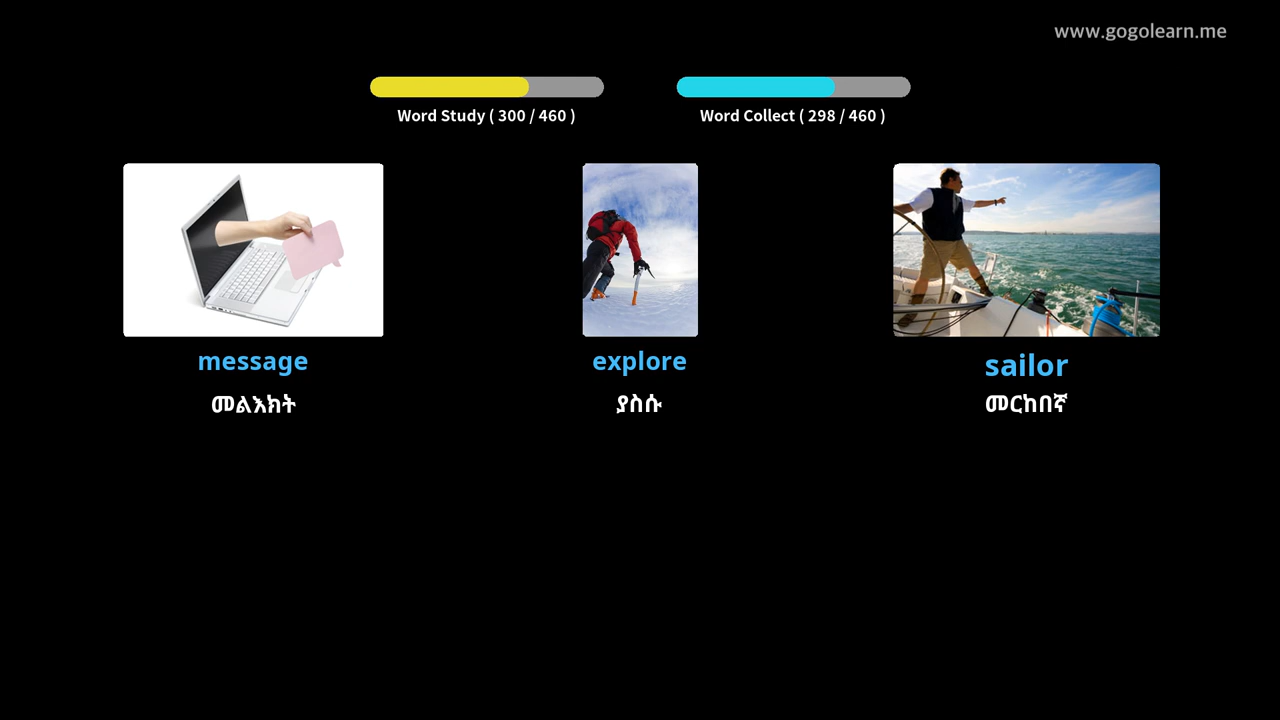 www.gogolearn.me
Word Study ( 300 / 460 )
Word Collect ( 298 / 460 )
message
explore
sailor
መልእክት
ያስሱ
መርከበኛ